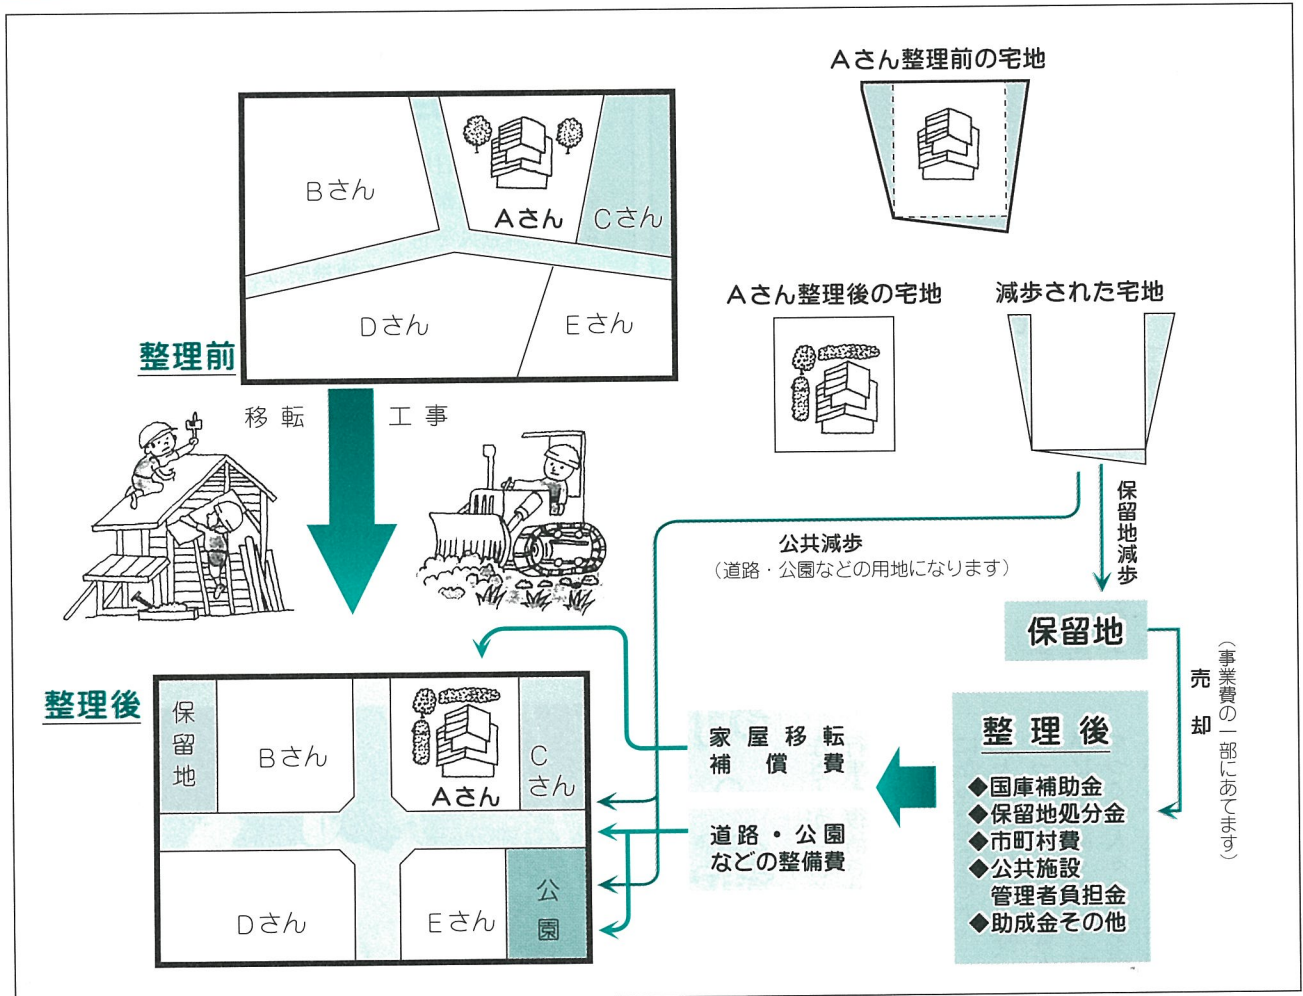 Aさん整理前の宅地
Bさん
Aさん
Cさん
Dさん
Eさん
整理前
Aさん整理後の宅地
減歩された宅地
移転
工事
保留地減歩
公共減歩
(道路・公園などの用地になります)
保留地
売却
(事業費の一部にあてます)
整理後
保留地
Bさん
Aさん
Cさん
Dさん
Eさん
公園
家屋移転
補償費
道路・公園
などの整備費
整理後
◆国庫補助金
◆保留地処分金
◆市町村費
◆公共施設
管理者負担金
◆助成金その他